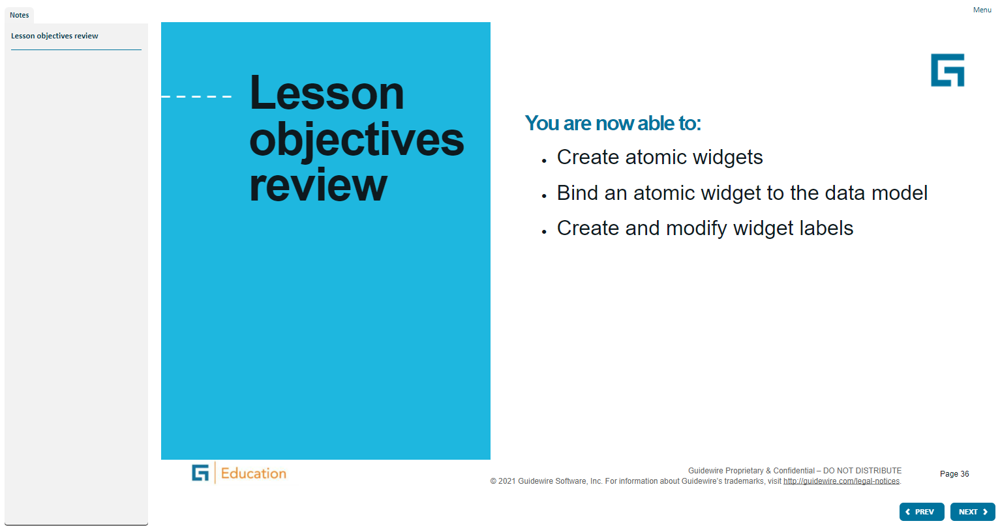 Notes
Menu
Lesson objectives review
Lesson
objectives
review
You are now able to:
• Create atomic widgets
• Bind an atomic widget to the data model
• Create and modify widget labels
Education
Guidewire Proprietary & Confidential – DO NOT DISTRIBUTE
© 2021 Guidewire Software, Inc. For information about Guidewire's trademarks, visit http://guidewire.com/legal-notices.
Page 36
PREV
NEXT